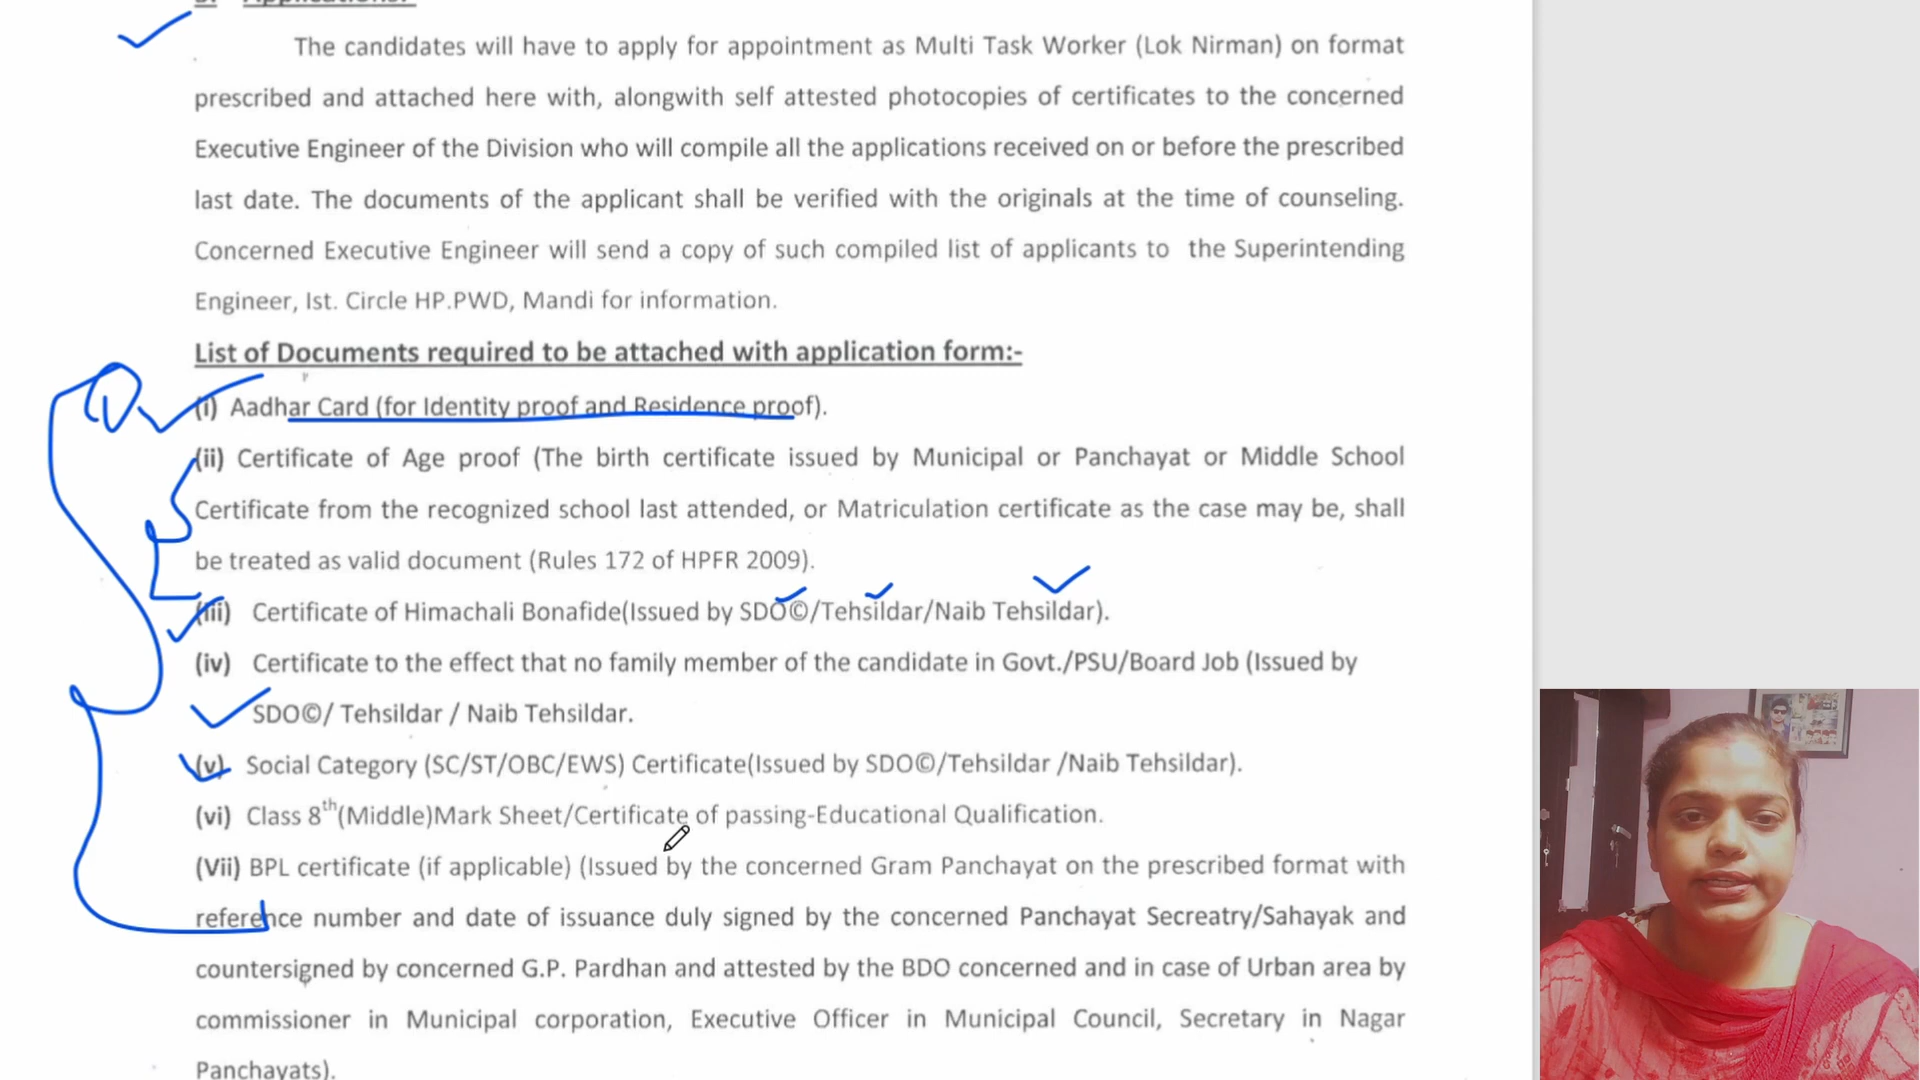 The candidates will have to apply for appointment as Multi Task Worker (Lok Nirman) on format
prescribed and attached here with, alongwith self attested photocopies of certificates to the concerned
Executive Engineer of the Division who will compile all the applications received on or before the prescribed
last date. The documents of the applicant shall be verified with the originals at the time of counseling.
Concerned Executive Engineer will send a copy of such compiled list of applicants to the Superintending
Engineer, Ist. Circle HP.PWD, Mandi for information.
List of Documents required to be attached with application form:-
(i) Aadhar Card (for Identity proof and Residence proof).
(ii) Certificate of Age proof (The birth certificate issued by Municipal or Panchayat or Middle School
Certificate from the recognized school last attended, or Matriculation certificate as the case may be, shall
be treated as valid document (Rules 172 of HPFR 2009).
(iii) Certificate of Himachali Bonafide(Issued by SDO©/Tehsildar/Naib Tehsildar).
(iv) Certificate to the effect that no family member of the candidate in Govt./PSU/Board Job (Issued by
SDO©/ Tehsildar / Naib Tehsildar.
(v) Social Category (SC/ST/OBC/EWS) Certificate(Issued by SDO©/Tehsildar /Naib Tehsildar).
(vi) Class 8th(Middle)Mark Sheet/Certificate of passing-Educational Qualification.
(Vii) BPL certificate (if applicable) (Issued by the concerned Gram Panchayat on the prescribed format with
reference number and date of issuance duly signed by the concerned Panchayat Secreatry/Sahayak and
countersigned by concerned G.P. Pardhan and attested by the BDO concerned and in case of Urban area by
commissioner in Municipal corporation, Executive Officer in Municipal Council, Secretary in Nagar
Panchayats).